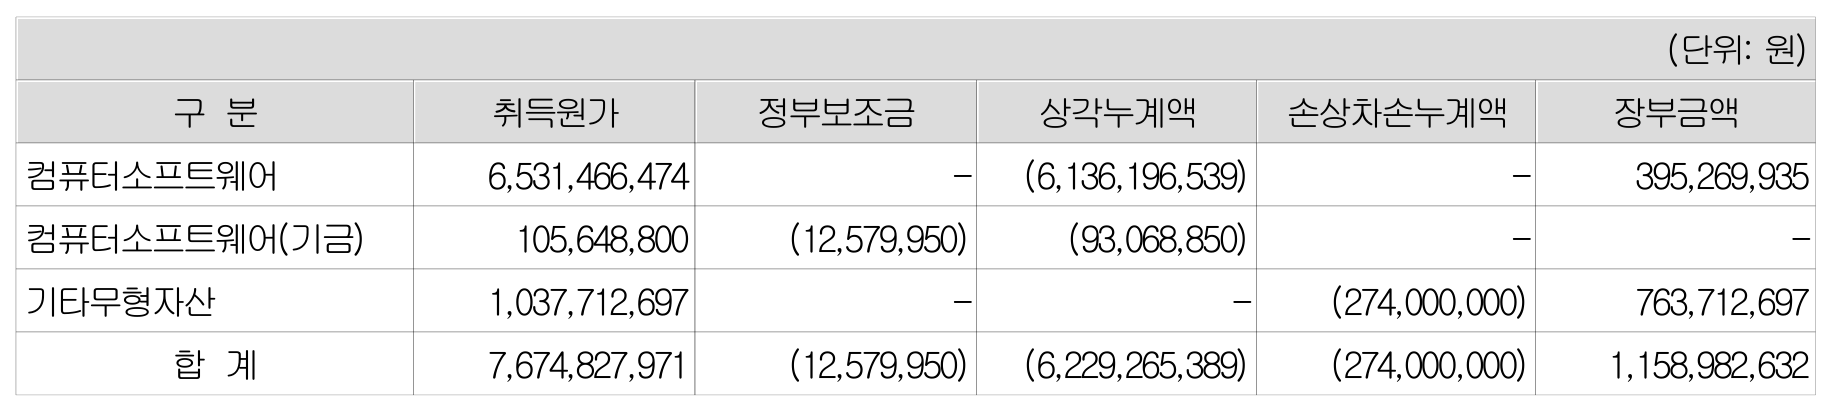 (단위: 원)
구 분 취득원가 정부보조금 상각누계액 손상차손누계액 장부금액
컴퓨터소프트웨어 6,531,466,474 – (6,136,196,539) – 395,269,935
컴퓨터소프트웨어(기금) 105,648,800 (12,579,950) (93,068,850) – –
기타무형자산 1,037,712,697 – – (274,000,000) 763,712,697
합 계 7,674,827,971 (12,579,950) (6,229,265,389) (274,000,000) 1,158,982,632